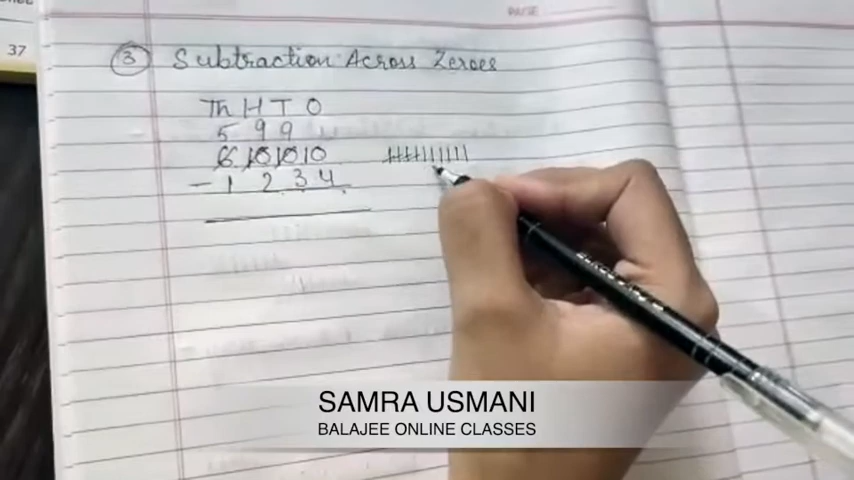 PAGE
37
3 Subtraction Across Zeroes
Th H T O
5 9 9
6 10 10 10
- 1 2 3 4
SAMRA USMANI
BALAJEE ONLINE CLASSES